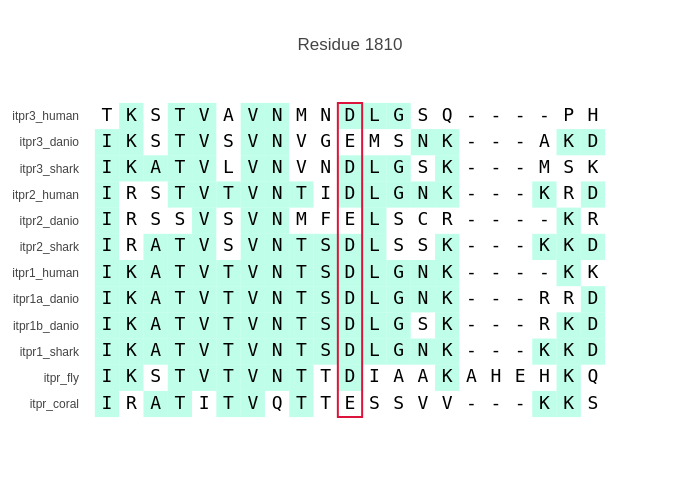 Residue 1810
itpr3_human T K S T V A V N M N D L G S Q - - - - P H
itpr3_danio I K S T V S V N V G E M S N K - - - A K D
itpr3_shark I K A T V L V N V N D L G S K - - - M S K
itpr2_human I R S T V T V N T I D L G N K - - - K R D
itpr2_danio I R S S V S V N M F E L S C R - - - - K R
itpr2_shark I R A T V S V N T S D L S S K - - - K K D
itpr1_human I K A T V T V N T S D L G N K - - - - K K
itpr1a_danio I K A T V T V N T S D L G N K - - - R R D
itpr1b_danio I K A T V T V N T S D L G S K - - - R K D
itpr1_shark I K A T V T V N T S D L G N K - - - K K D
itpr_fly I K S T V T V N T T D I A A K A H E H K Q
itpr_coral I R A T I T V Q T T E S S V V - - - K K S